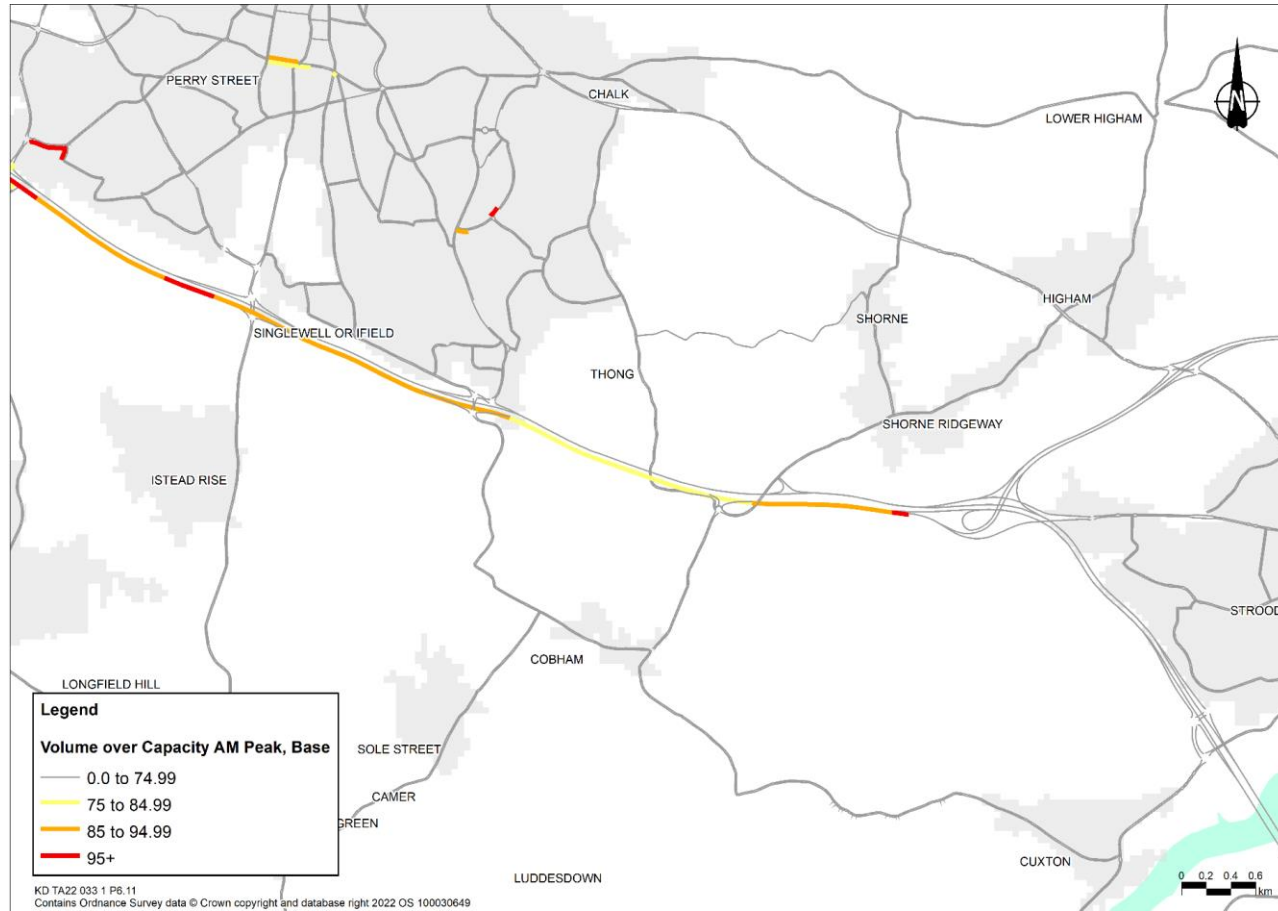 PERRY STREET
CHALK
LOWER HIGHAM
N
HIGHAM
SHORNE
SINGLEWELL OR IFIELD
THONG
SHORNE RIDGEWAY
ISTEAD RISE
STROOD
COBHAM
LONGFIELD HILL
SOLE STREET
CAMER
GREEN
CUXTON
LUDDESDOWN
Legend
Volume over Capacity AM Peak, Base
0.0 to 74.99
75 to 84.99
85 to 94.99
95+
0 0.2 0.4 0.6
km
KD TA22 033 1 P6.11
Contains Ordnance Survey data © Crown copyright and database right 2022 OS 100030649